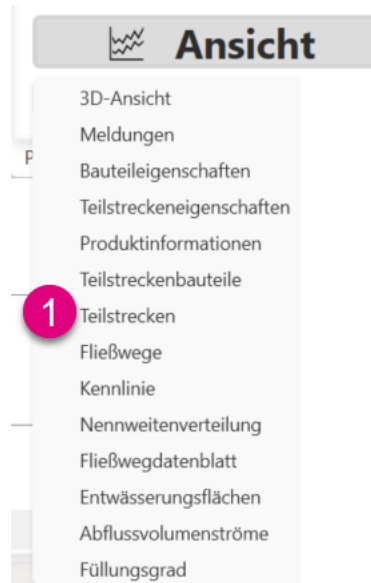 Ansicht
3D-Ansicht
Meldungen
P
Bauteileigenschaften
Teilstreckeneigenschaften
Produktinformationen
Teilstreckenbauteile
1 Teilstrecken
Fließwege
Kennlinie
Nennweitenverteilung
Fließwegdatenblatt
Entwässerungsflächen
Abflussvolumenströme
Füllungsgrad